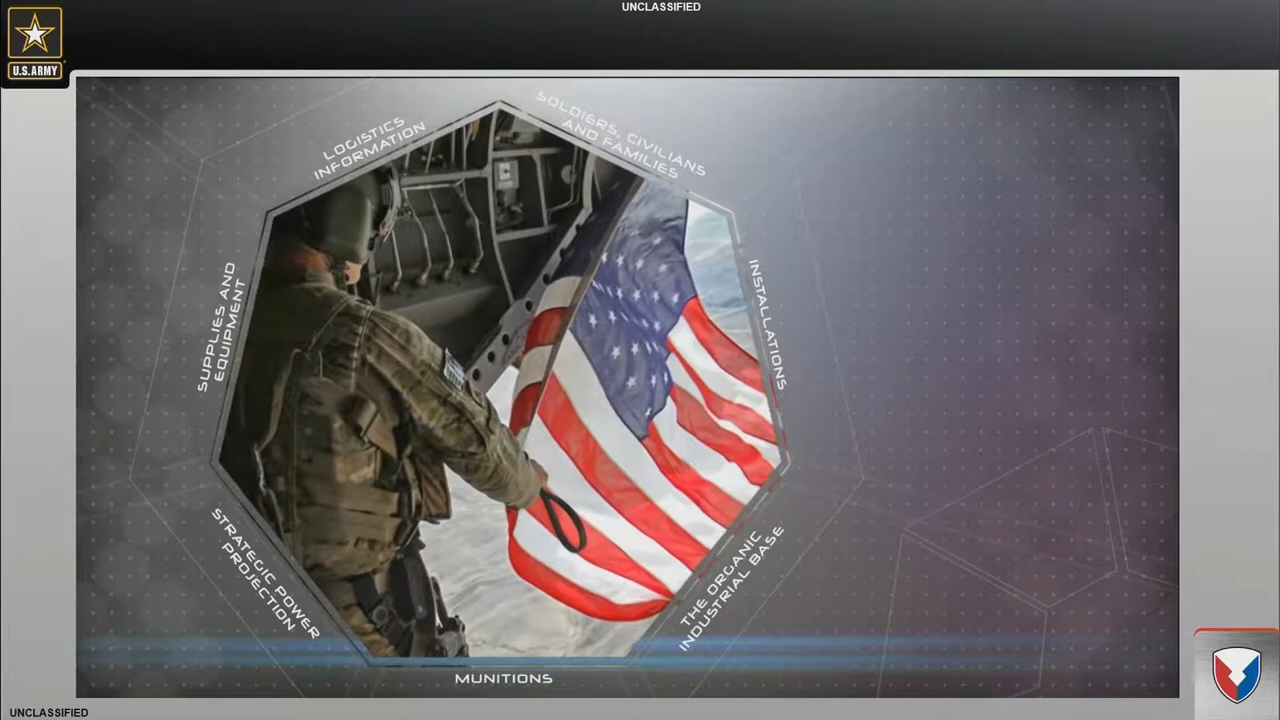 UNCLASSIFIED
U.S.ARMY
LOGISTICS
INFORMATION
SOLDIERS, CIVILIANS
AND FAMILIES
SUPPLIES AND
EQUIPMENT
INSTALLATIONS
STRATEGIC POWER
PROJECTION
THE ORGANIC
INDUSTRIAL BASE
MUNITIONS
UNCLASSIFIED